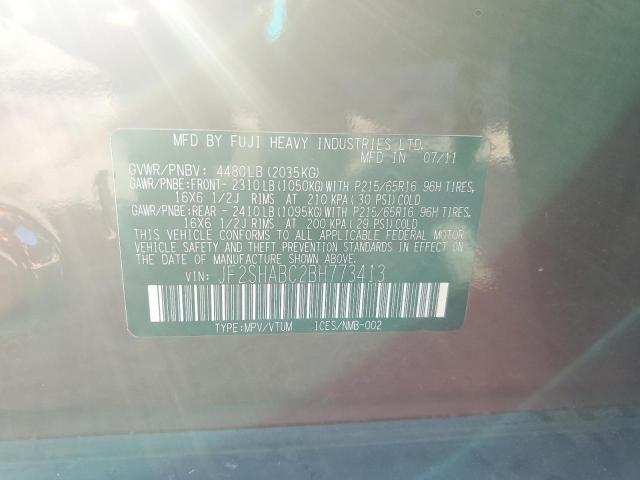 MFD BY FUJI HEAVY INDUSTRIES LTD.
MFD IN 07/11
GVWR/PNBV: 4480LB(2035KG)
GAWR/PNBE:FRONT- 2310LB(1050KG)WITH P215/65R16 96H TIRES,
16X6 1/2J RIMS AT 210 KPA(30 PSI)COLD
GAWR/PNBE:REAR - 2410LB(1095KG)WITH P215/65R16 96H TIRES,
16X6 1/2J RIMS AT 200 KPA(29 PSI)COLD
THIS VEHICLE CONFORMS TO ALL APPLICABLE FEDERAL MOTOR
VEHICLE SAFETY AND THEFT PREVENTION STANDARDS IN EFFECT ON
THE DATE OF MANUFACTURE SHOWN ABOVE.
VIN: JF2SHABC2BH773413
TYPE:MPV/VTUM ICES/NMB-002